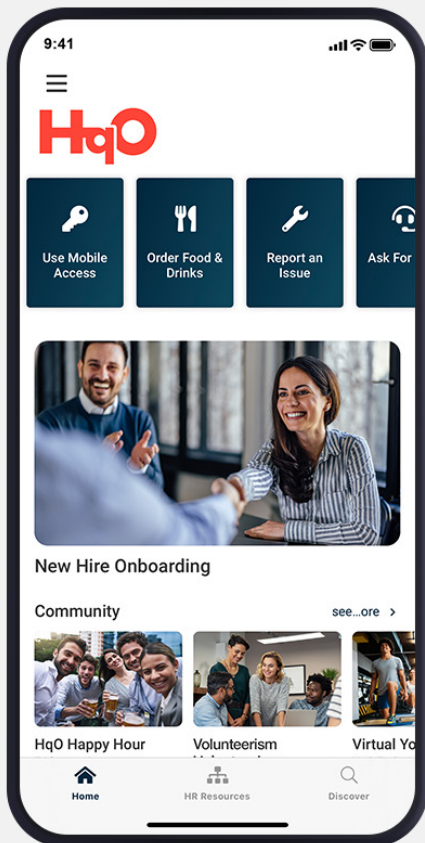 9:41
HqO
Use Mobile
Access
Order Food &
Drinks
Report an
Issue
Ask For
New Hire Onboarding
Community
see...ore >
HqO Happy Hour
Volunteerism
Virtual Yo
Home
HR Resources
Discover